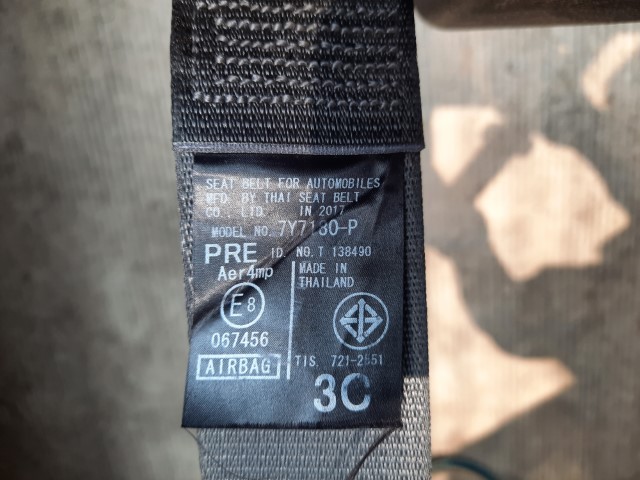 SEAT BELT FOR AUTOMOBILES
MFD. BY THAI SEAT BELT
CO. LTD. IN 2017
MODEL NO. 7Y7180-P
PRE ID. NO. T 138490
Aer4mp
MADE IN
THAILAND
E8
067456
AIRBAG
TIS. 721-2551
3C